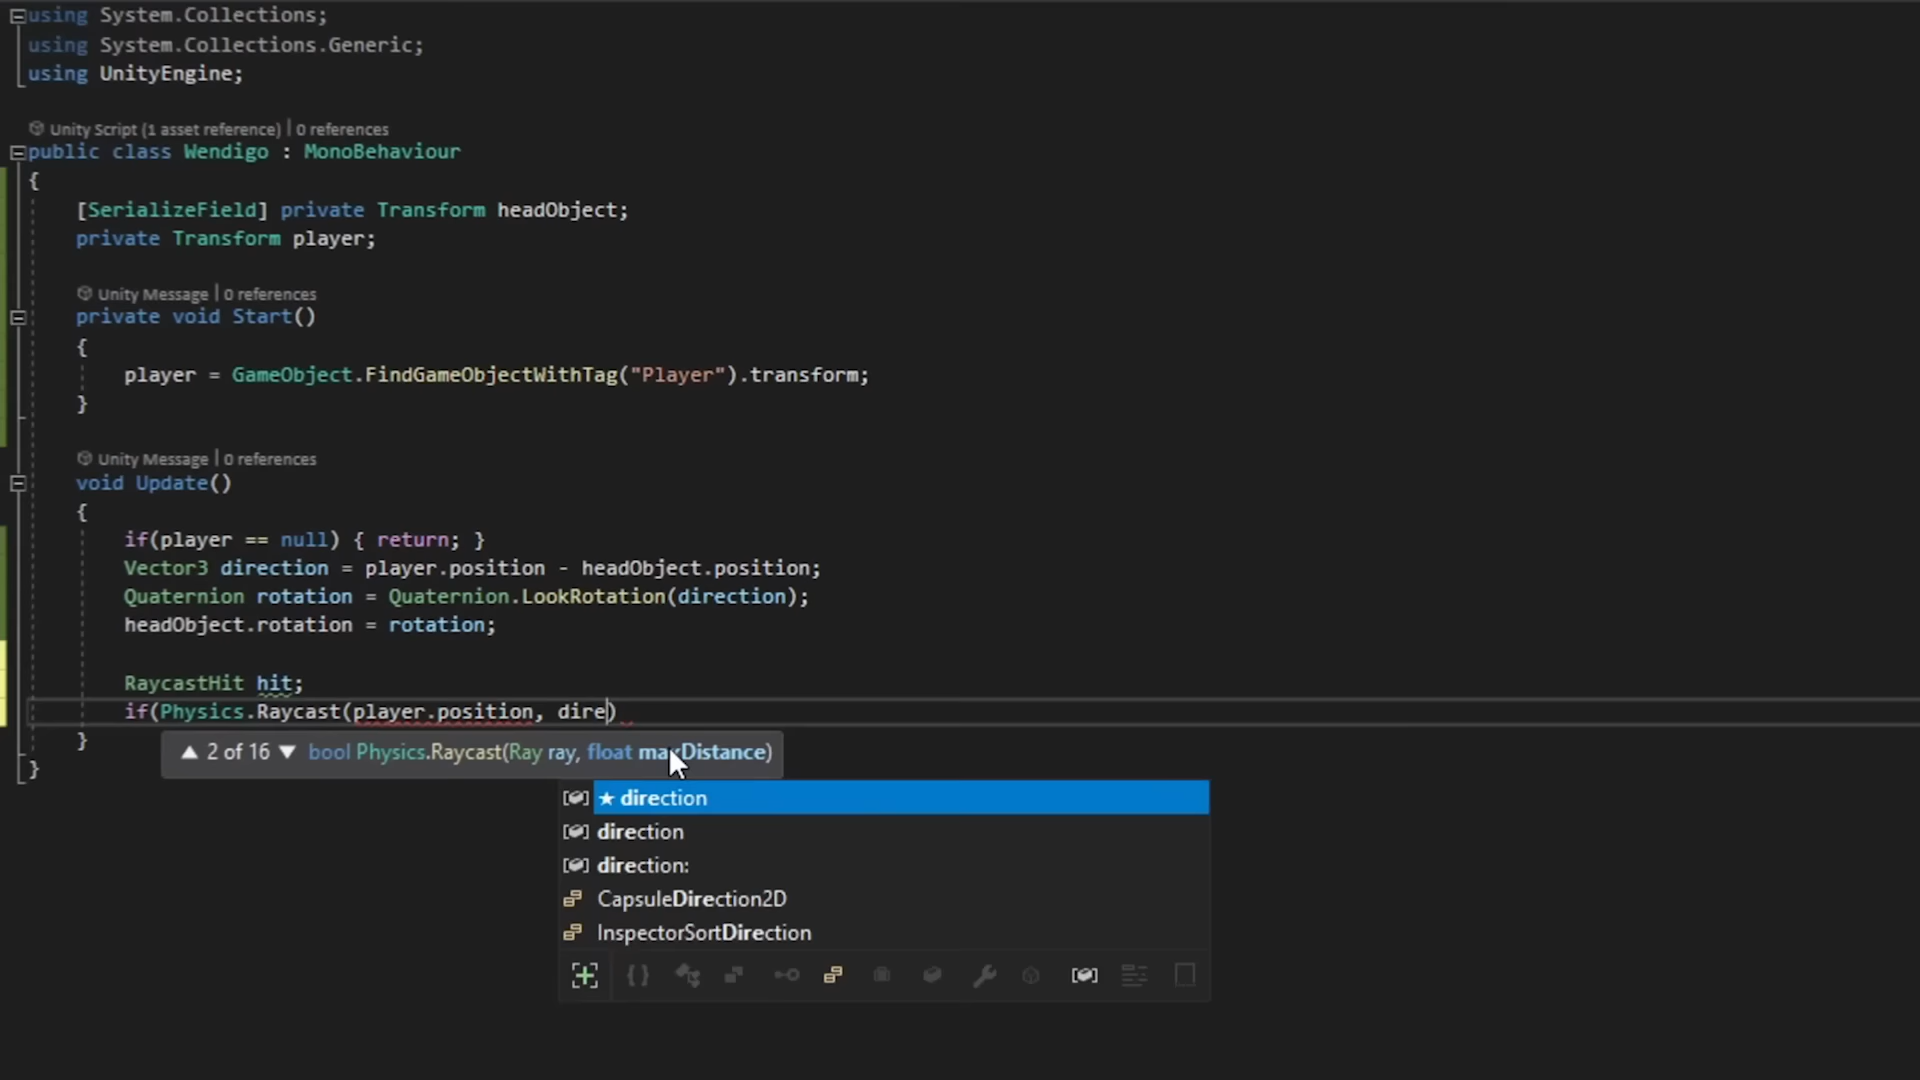 using System.Collections;
using System.Collections.Generic;
using UnityEngine;
Unity Script (1 asset reference) | 0 references
public class Wendigo : MonoBehaviour
{
[SerializeField] private Transform headObject;
private Transform player;
Unity Message | 0 references
private void Start()
{
player = GameObject.FindGameObjectWithTag("Player").transform;
}
Unity Message | 0 references
void Update()
{
if(player == null) { return; }
Vector3 direction = player.position - headObject.position;
Quaternion rotation = Quaternion.LookRotation(direction);
headObject.rotation = rotation;
RaycastHit hit;
if(Physics.Raycast(player.position, dire)
}
▲ 2 of 16 ▼ bool Physics.Raycast(Ray ray, float maxDistance)
}
★ direction
direction
direction:
CapsuleDirection2D
InspectorSortDirection